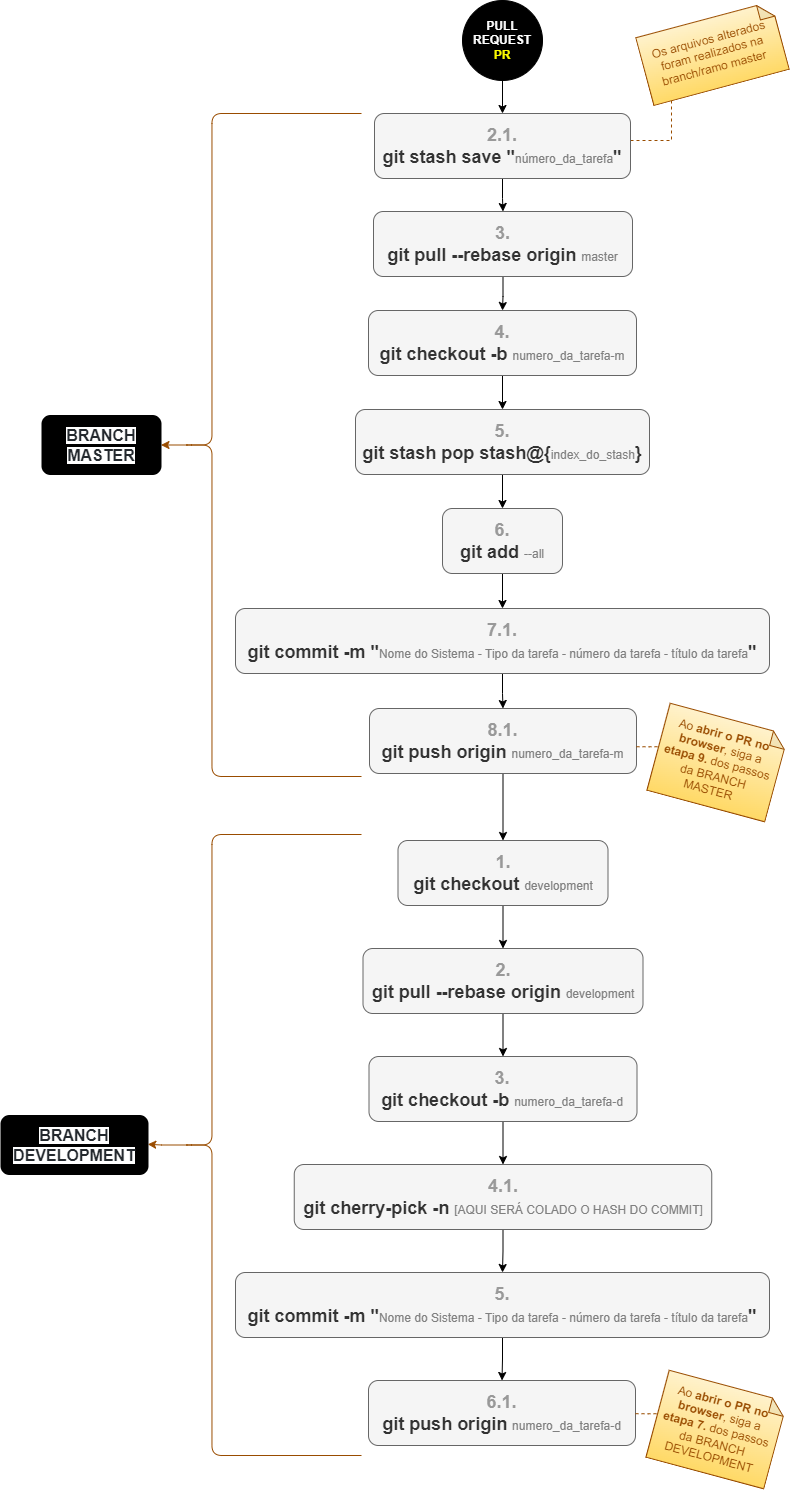 PULL
REQUEST
PR
Os arquivos alterados
foram realizados na
branch/ramo master
2.1.
git stash save "número_da_tarefa"
3.
git pull --rebase origin master
4.
git checkout -b numero_da_tarefa-m
BRANCH
MASTER
5.
git stash pop stash@{index_do_stash}
6.
git add --all
7.1.
git commit -m "Nome do Sistema - Tipo da tarefa - número da tarefa - título da tarefa"
8.1.
git push origin numero_da_tarefa-m
Ao abrir o PR no
browser, siga a
etapa 9. dos passos
da BRANCH
MASTER
1.
git checkout development
2.
git pull --rebase origin development
3.
git checkout -b numero_da_tarefa-d
BRANCH
DEVELOPMENT
4.1.
git cherry-pick -n [AQUI SERÁ COLADO O HASH DO COMMIT]
5.
git commit -m "Nome do Sistema - Tipo da tarefa - número da tarefa - título da tarefa"
6.1.
git push origin numero_da_tarefa-d
Ao abrir o PR no
browser, siga a
etapa 7. dos passos
da BRANCH
DEVELOPMENT